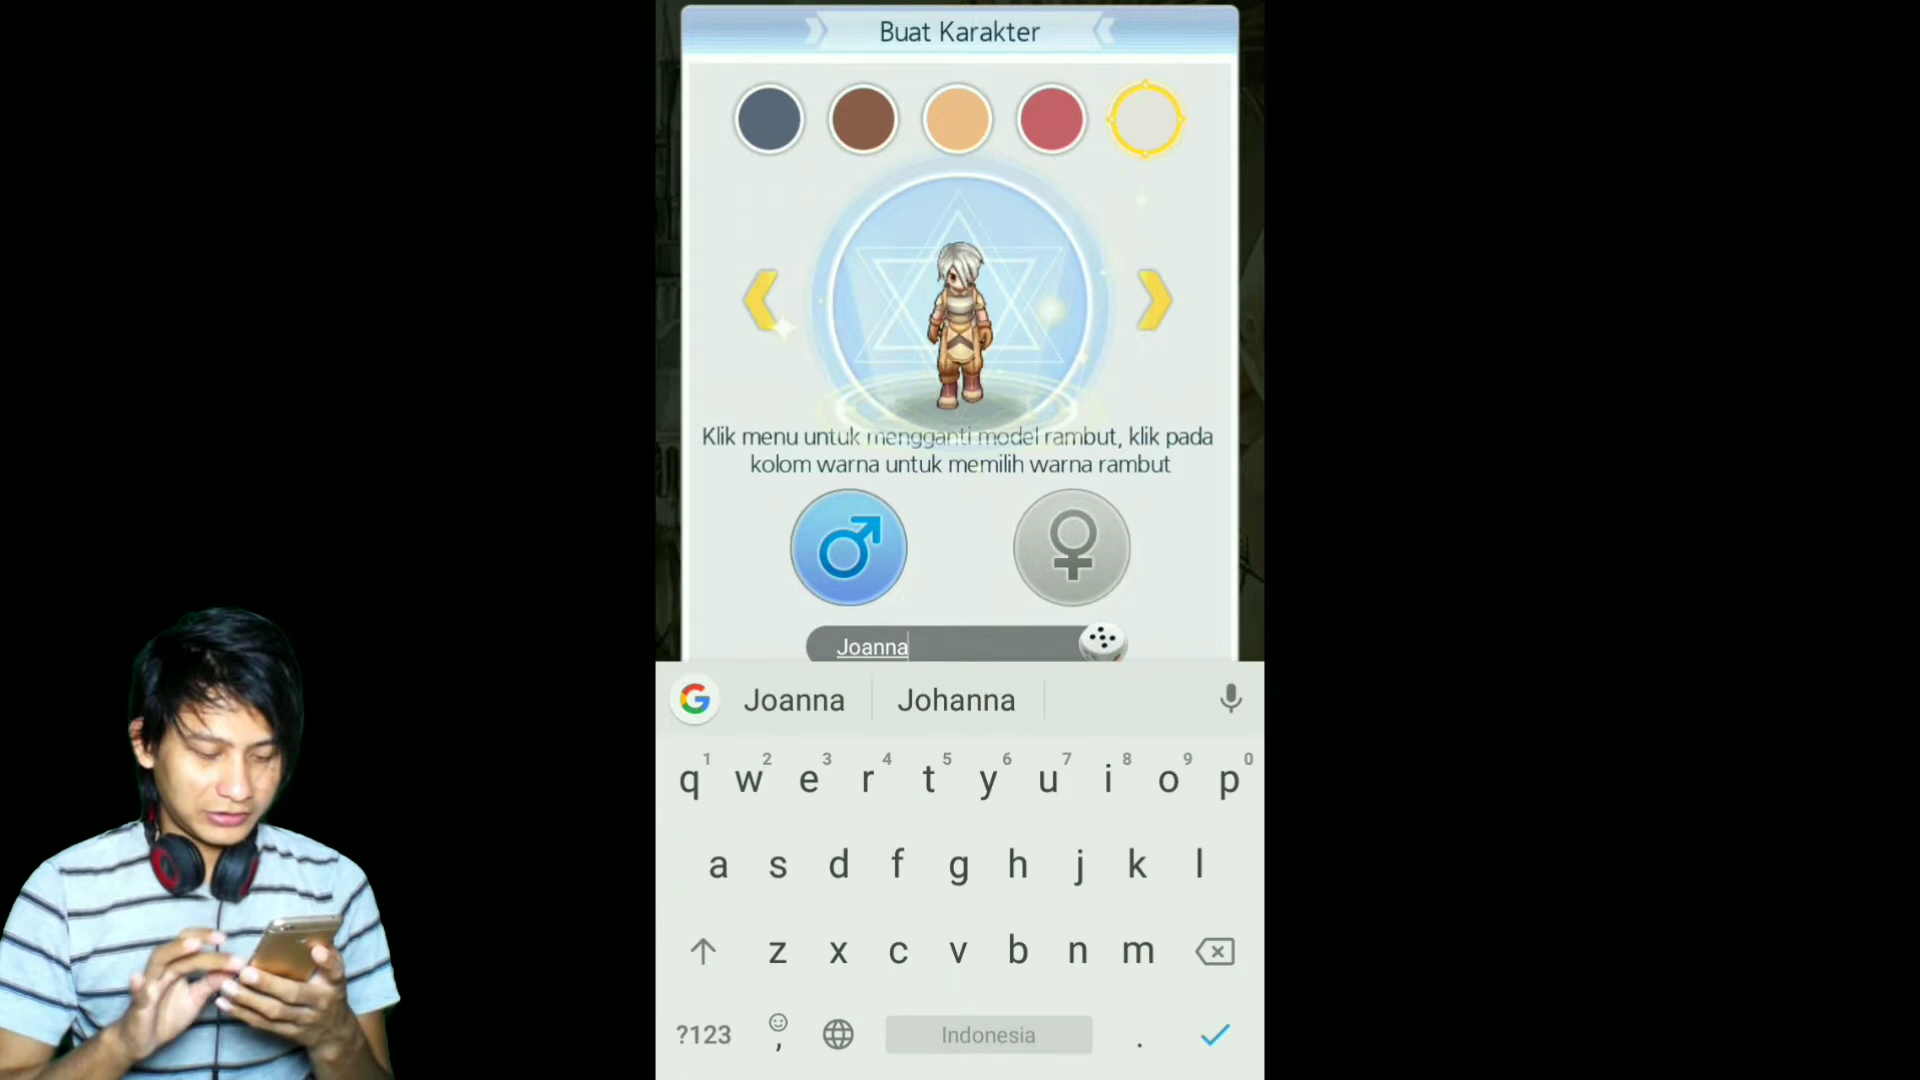 Buat Karakter
Klik menu untuk mengganti model rambut, klik pada
kolom warna untuk memilih warna rambut
Joanna
Joanna Johanna
1 2 3 4 5 6 7 8 9 0
q w e r t y u i o p
a s d f g h j k l
z x c v b n m
?123 , Indonesia .